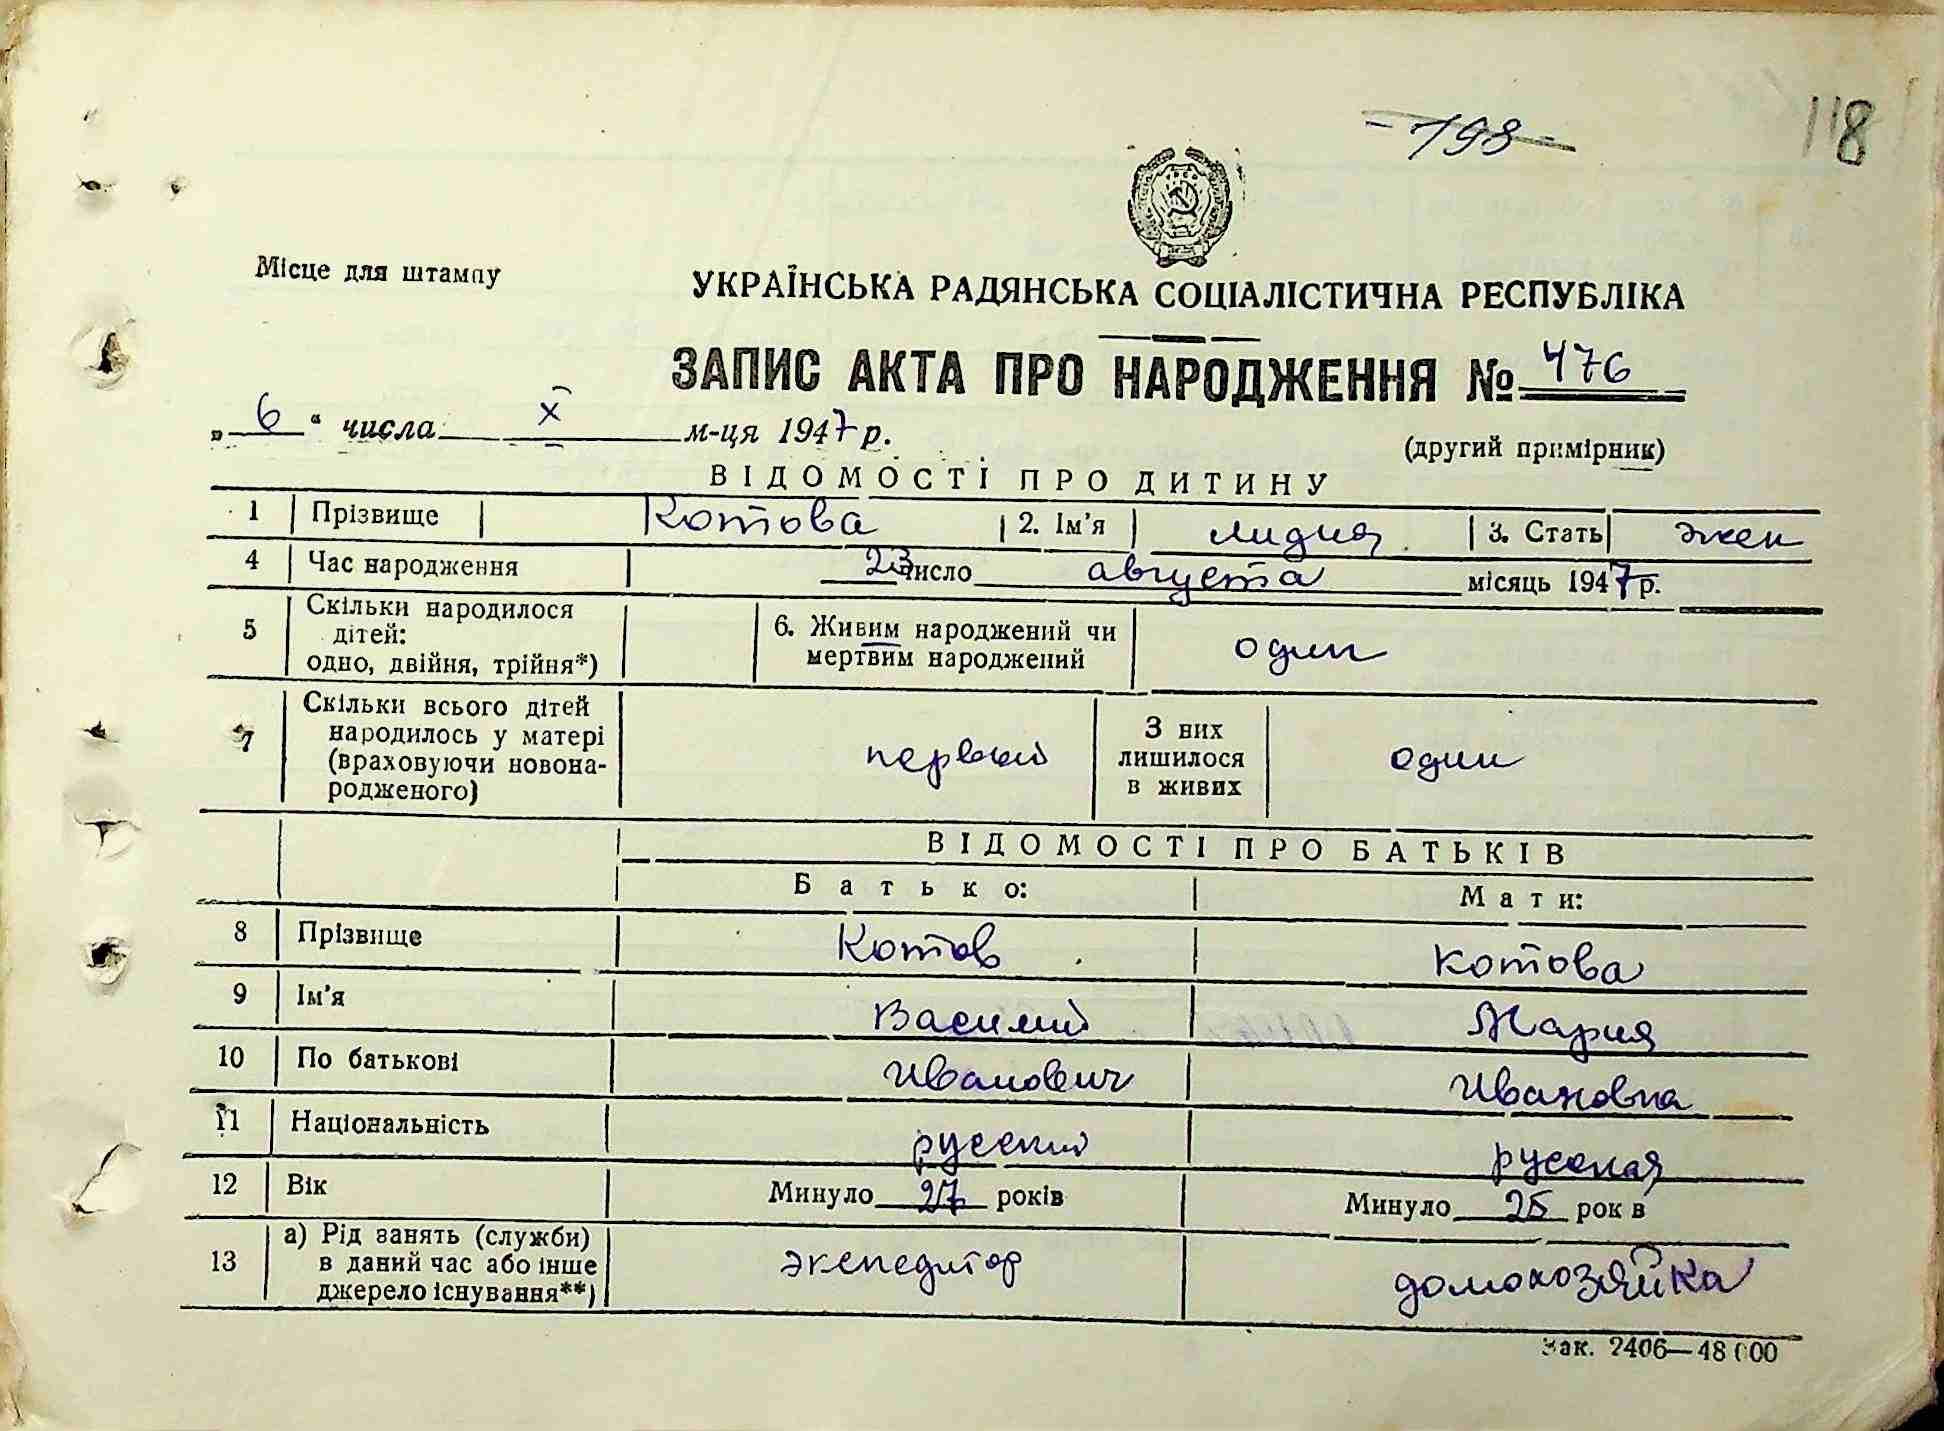 - 198 -
118
Місце для штампу
УКРАЇНСЬКА РАДЯНСЬКА СОЦІАЛІСТИЧНА РЕСПУБЛІКА
ЗАПИС АКТА ПРО НАРОДЖЕННЯ № 476
„ 6 “ числа X м-ця 1947 р.
(другий примірник)
ВІДОМОСТІ ПРО ДИТИНУ
1 Прізвище Котова 2. Ім'я Лидия 3. Стать жен
4 Час народження 23 число августа місяць 1947 р.
5 Скільки народилося дітей: одно, двійня, трійня*) 6. Живим народжений чи мертвим народжений один
7 Скільки всього дітей народилось у матері (враховуючи новона-родженого) первый З них лишилося в живих один
ВІДОМОСТІ ПРО БАТЬКІВ
Батько: Мати:
8 Прізвище Котов Котова
9 Ім'я Василий Мария
10 По батькові Иванович Ивановна
11 Національність русский русская
12 Вік Минуло 27 років Минуло 25 рок в
13 а) Рід занять (служби) в даний час або інше джерело існування**) экспедитор домохозяйка
Зак. 2406—48 000